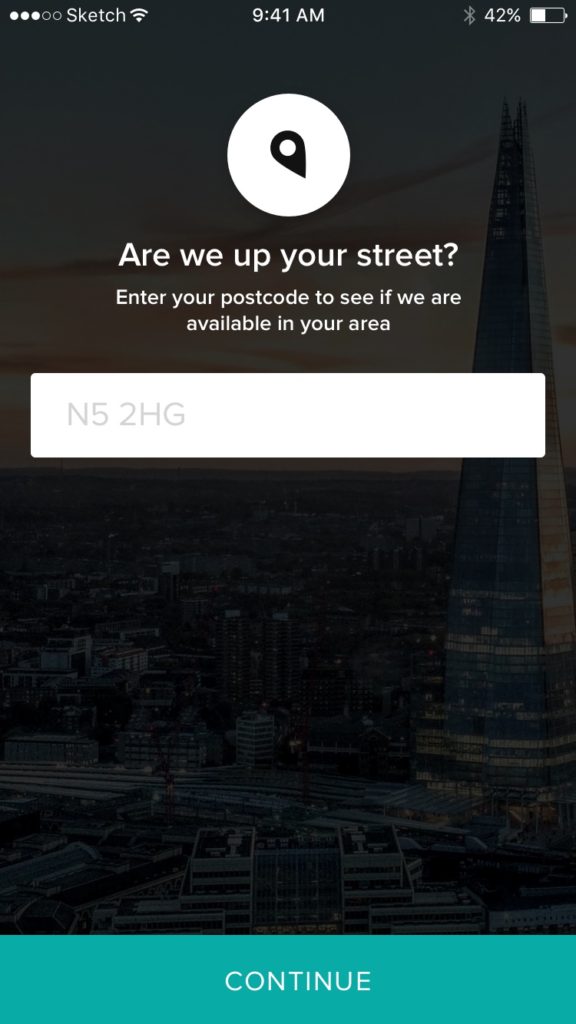 Sketch 9:41 AM 42%
Are we up your street?
Enter your postcode to see if we are
available in your area
N5 2HG
CONTINUE